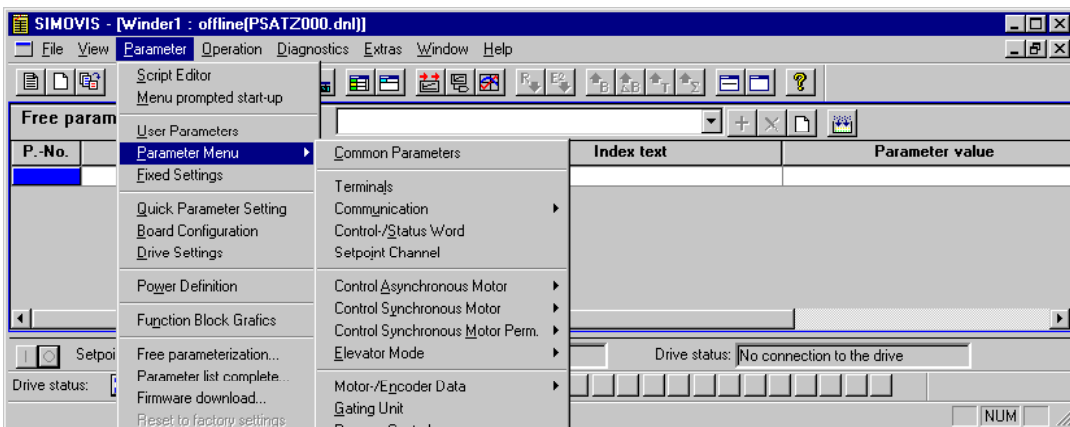 SIMOVIS - [Winder1 : offline(PSATZ000.dnl)]
File View Parameter Operation Diagnostics Extras Window Help
Script Editor
Menu prompted start-up
User Parameters
Parameter Menu
Fixed Settings
Quick Parameter Setting
Board Configuration
Drive Settings
Power Definition
Function Block Grafics
Free parameterization...
Parameter list complete...
Firmware download...
Reset to factory settings
Common Parameters
Terminals
Communication
Control-/Status Word
Setpoint Channel
Control Asynchronous Motor
Control Synchronous Motor
Control Synchronous Motor Perm.
Elevator Mode
Motor-/Encoder Data
Gating Unit
Free param
P.-No. Index text Parameter value
Setpoi
Drive status: No connection to the drive
Drive status:
NUM